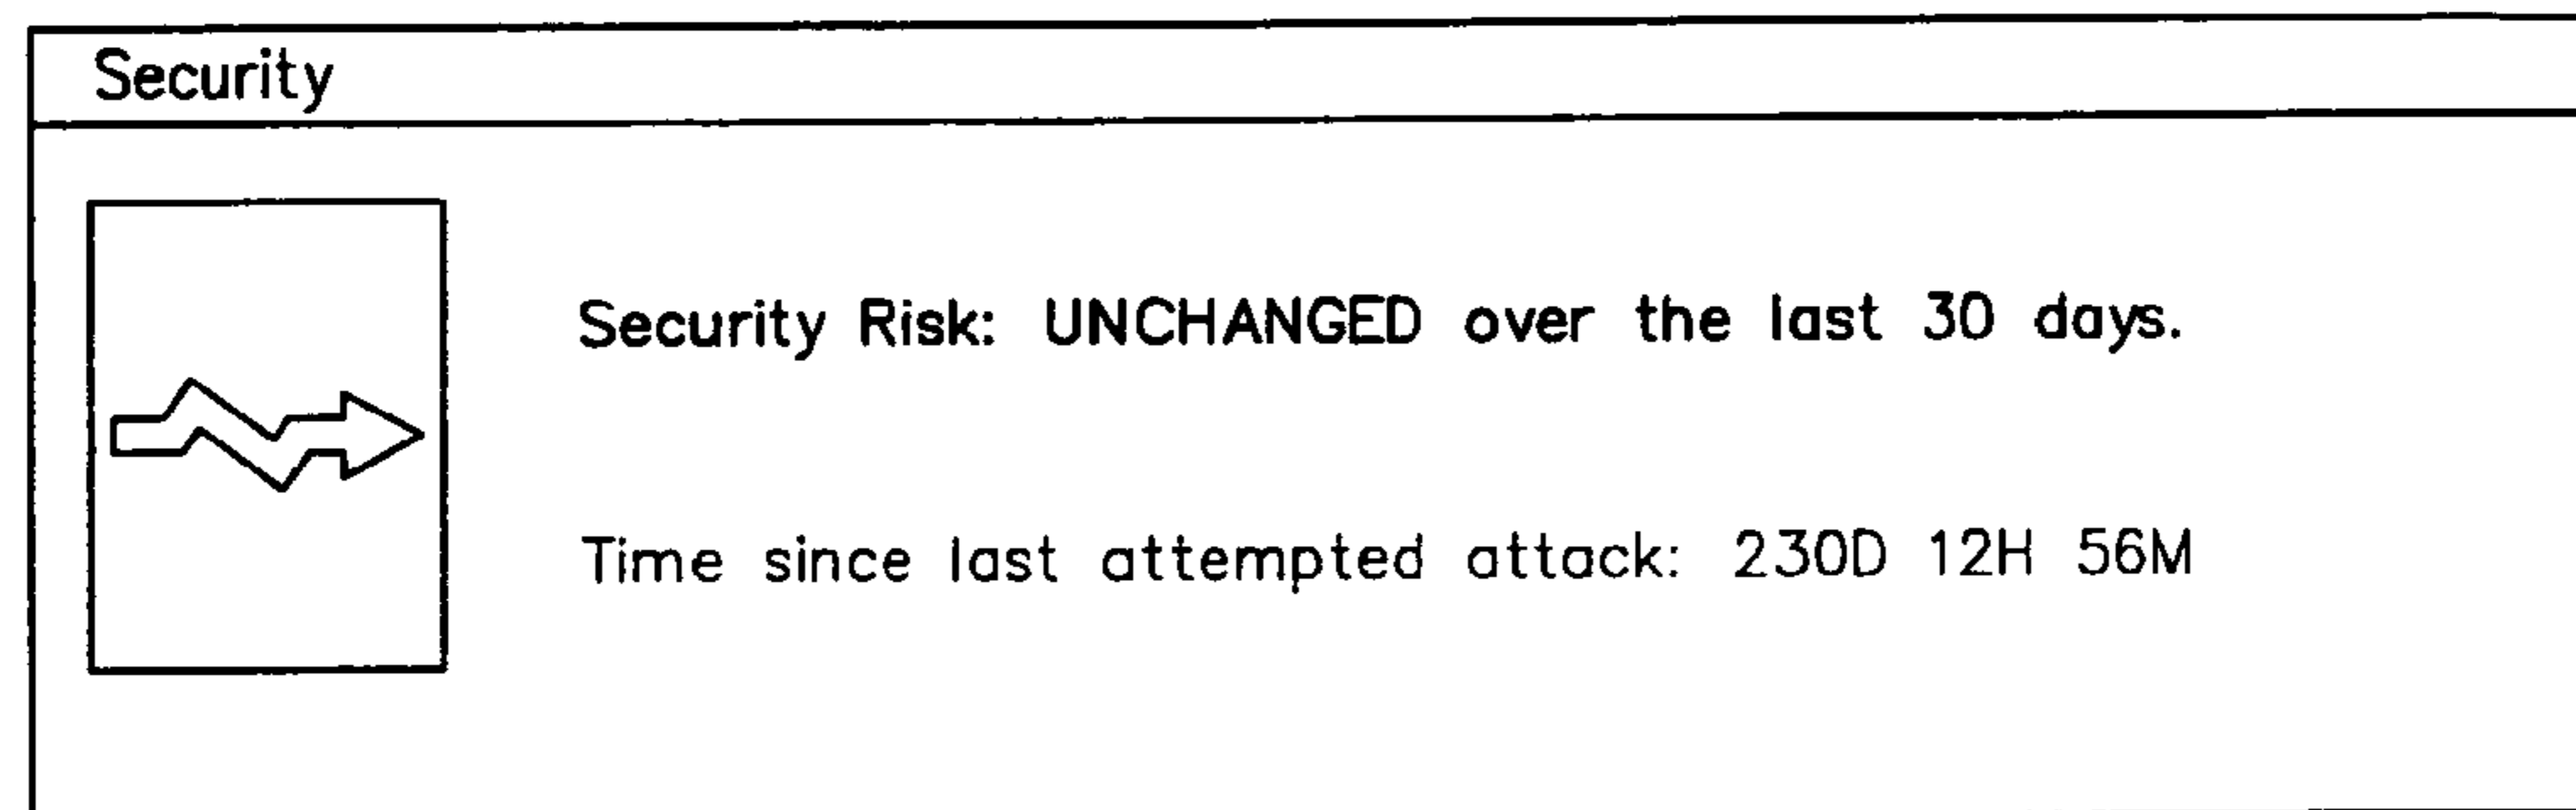 Security
Security Risk: UNCHANGED over the last 30 days.
Time since last attempted attack: 230D 12H 56M